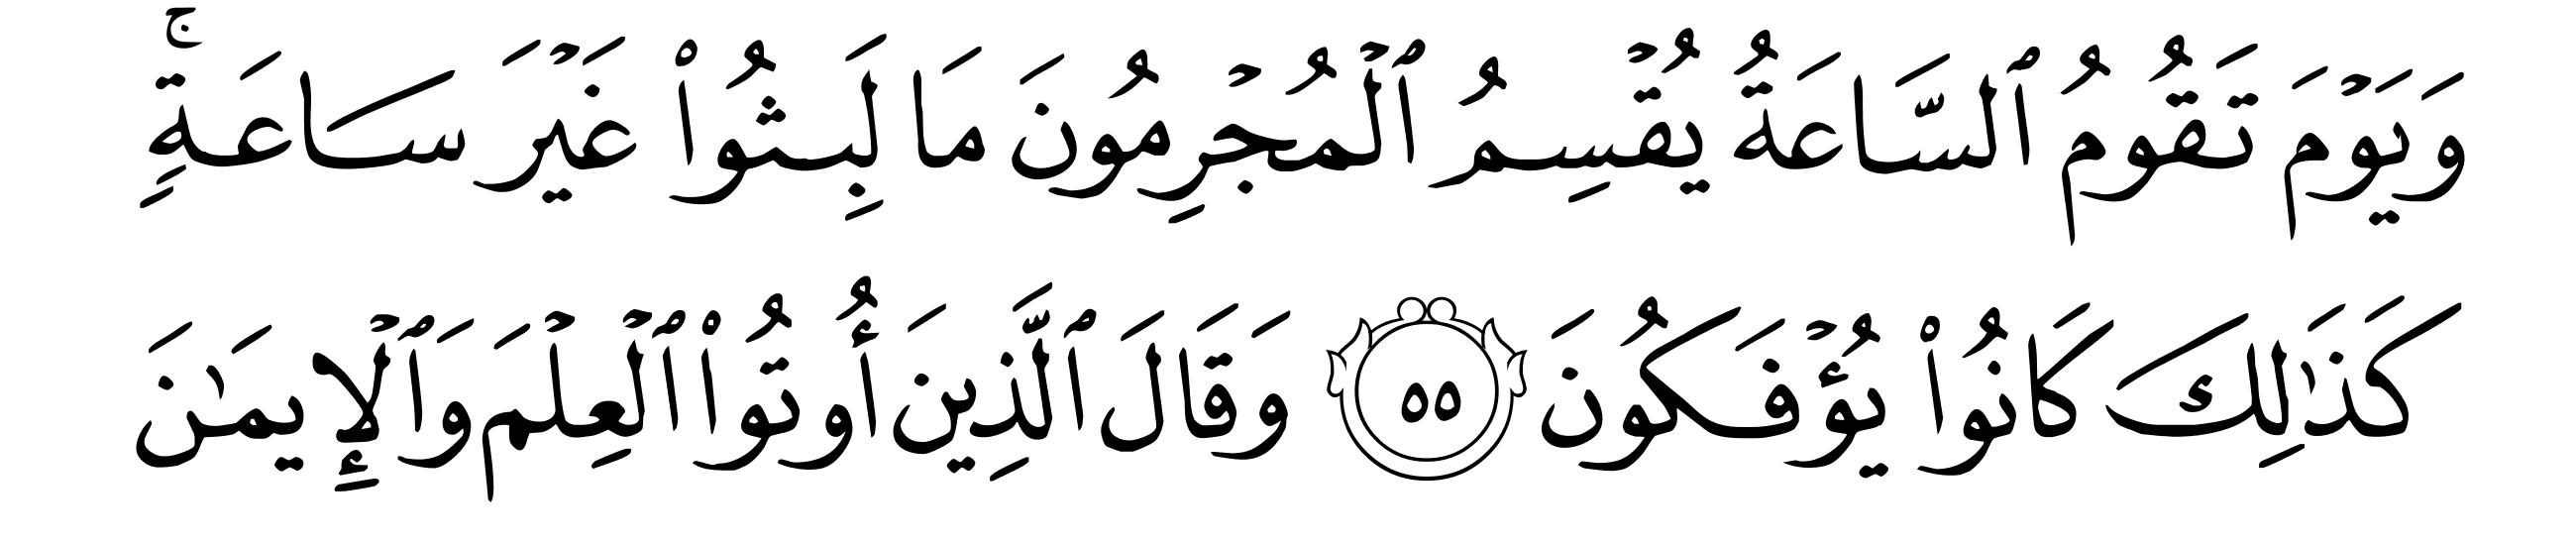 وَيَوۡمَ تَقُومُ ٱلسَّاعَةُ يُقۡسِمُ ٱلۡمُجۡرِمُونَ مَا لَبِثُواْ غَيۡرَ سَاعَةٖۚ
كَذَٰلِكَ كَانُواْ يُؤۡفَكُونَ ٥٥ وَقَالَ ٱلَّذِينَ أُوتُواْ ٱلۡعِلۡمَ وَٱلۡإِيمَٰنَ